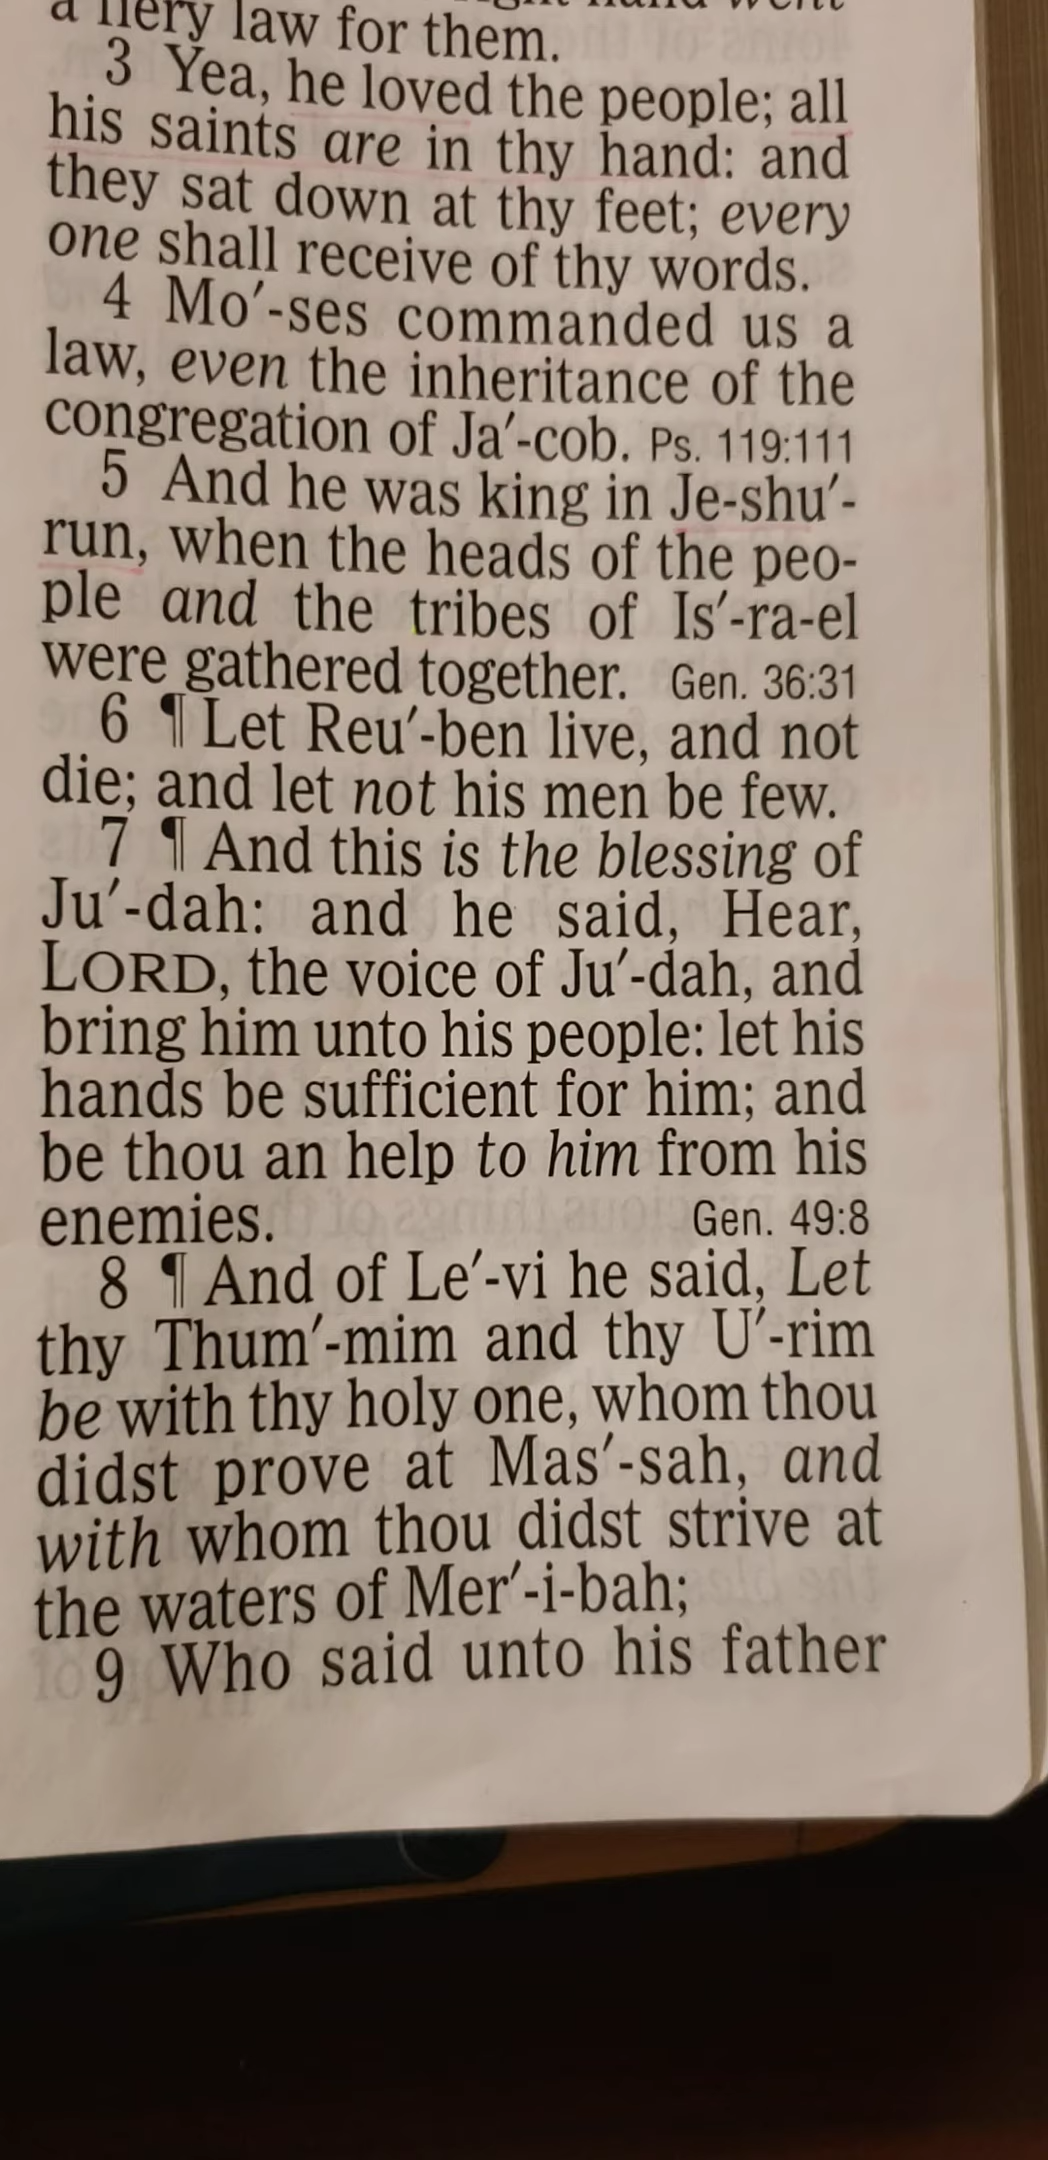 a fiery law for them.
3 Yea, he loved the people; all
his saints are in thy hand: and
they sat down at thy feet; every
one shall receive of thy words.
4 Mo′-ses commanded us a
law, even the inheritance of the
congregation of Ja′-cob. Ps. 119:111
5 And he was king in Je-shu′-
run, when the heads of the peo-
ple and the tribes of Is′-ra-el
were gathered together. Gen. 36:31
6 ¶ Let Reu′-ben live, and not
die; and let not his men be few.
7 ¶ And this is the blessing of
Ju′-dah: and he said, Hear,
LORD, the voice of Ju′-dah, and
bring him unto his people: let his
hands be sufficient for him; and
be thou an help to him from his
enemies. Gen. 49:8
8 ¶ And of Le′-vi he said, Let
thy Thum′-mim and thy U′-rim
be with thy holy one, whom thou
didst prove at Mas′-sah, and
with whom thou didst strive at
the waters of Mer′-i-bah;
9 Who said unto his father